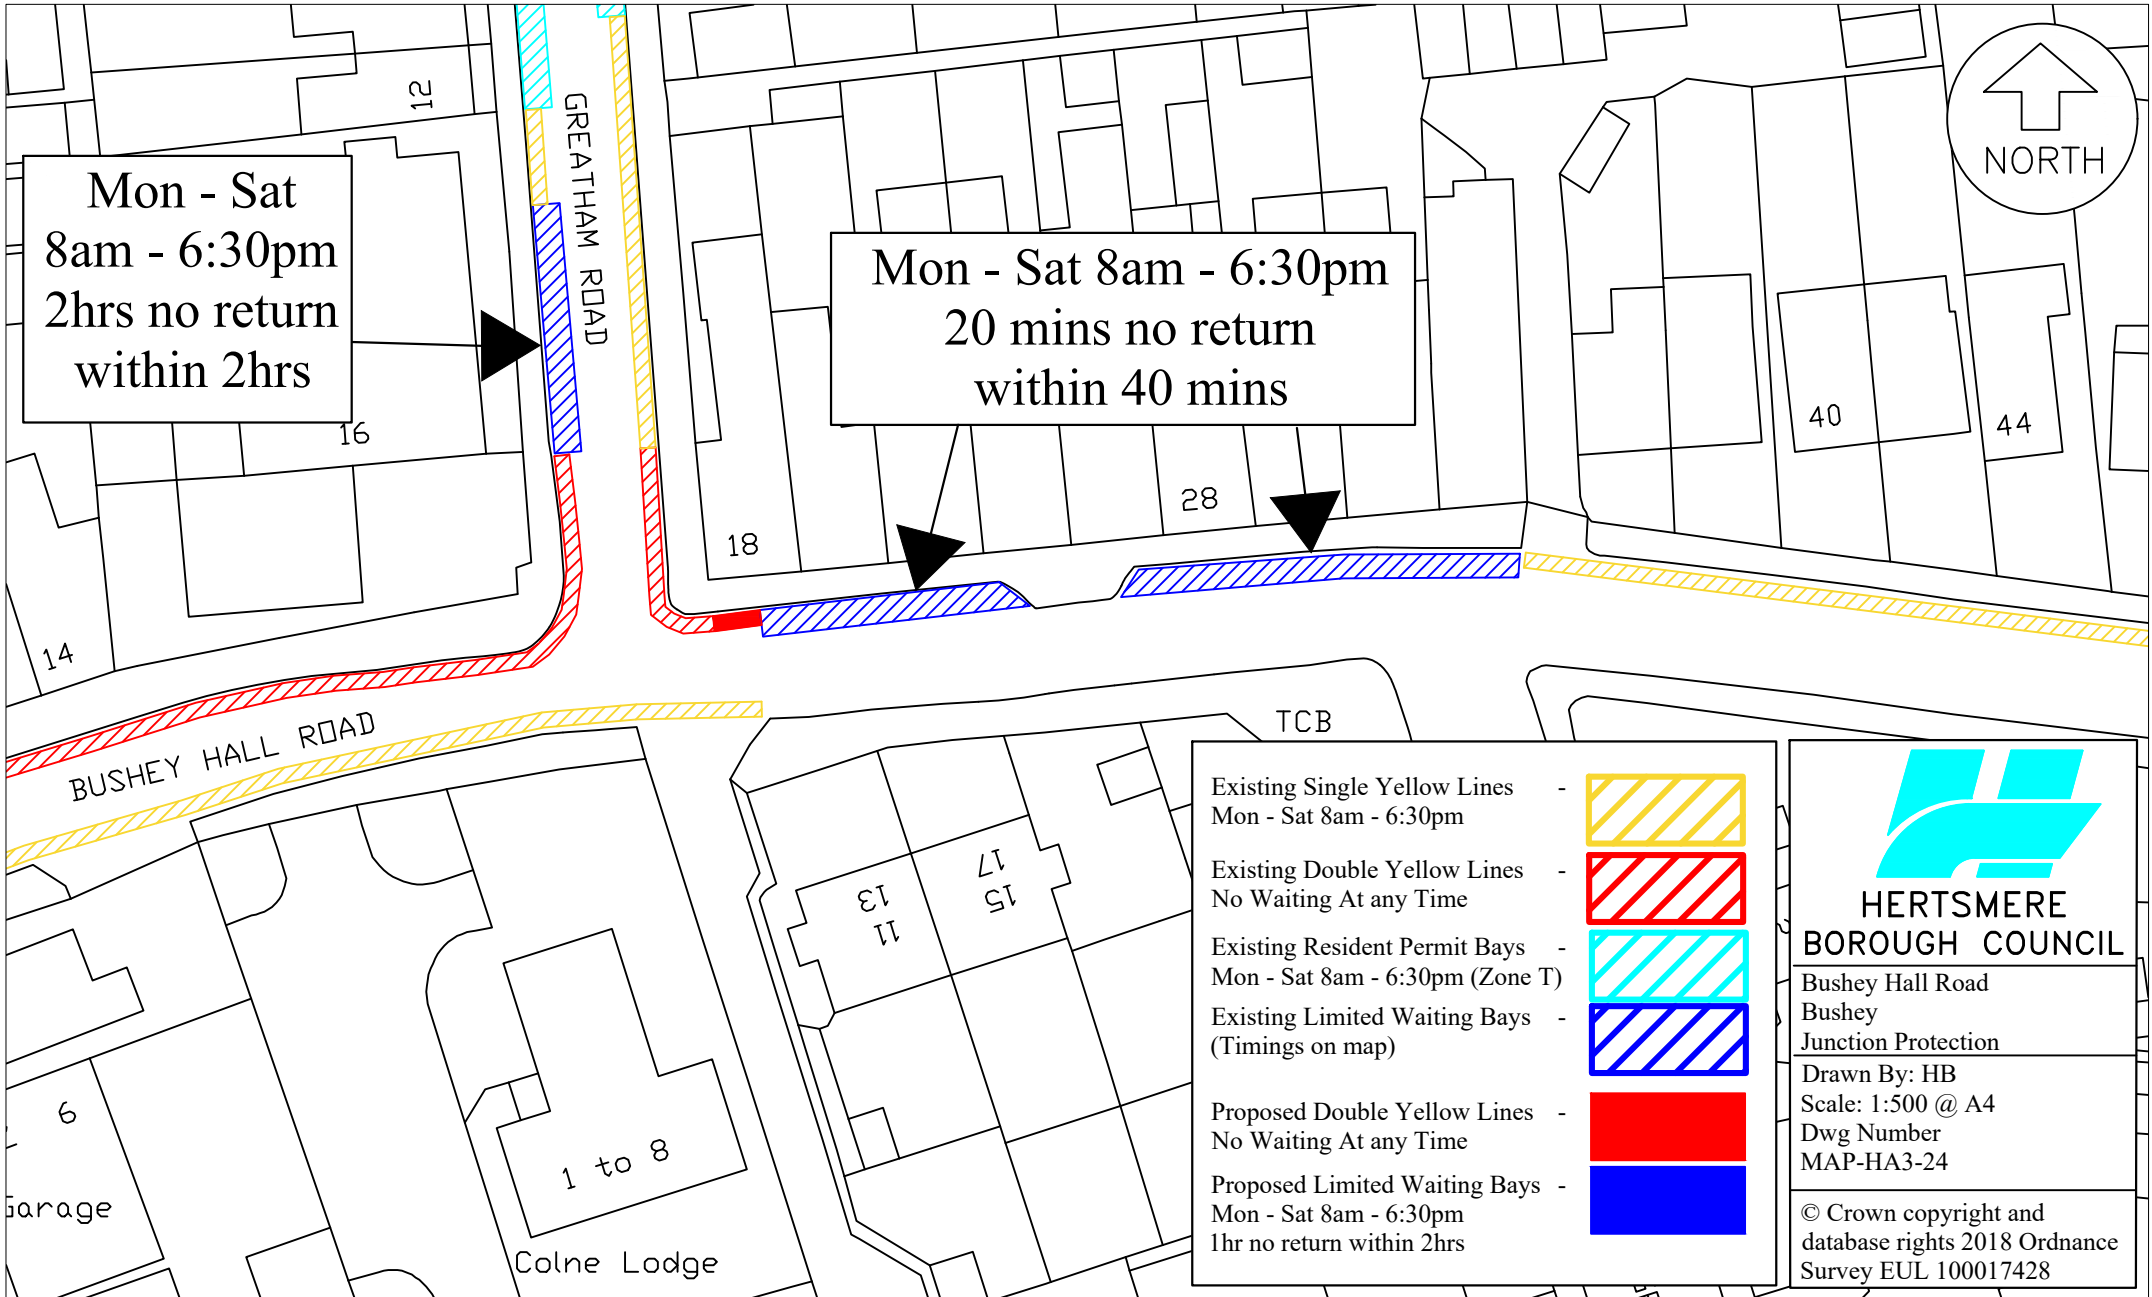 12
GREATHAM ROAD
NORTH
Mon - Sat
8am - 6:30pm
2hrs no return
within 2hrs
Mon - Sat 8am - 6:30pm
20 mins no return
within 40 mins
16
40
44
28
18
14
BUSHEY HALL ROAD
TCB
13
11
17
15
6
1 to 8
Colne Lodge
Existing Single Yellow Lines -
Mon - Sat 8am - 6:30pm
Existing Double Yellow Lines -
No Waiting At any Time
Existing Resident Permit Bays -
Mon - Sat 8am - 6:30pm (Zone T)
Existing Limited Waiting Bays -
(Timings on map)
Proposed Double Yellow Lines -
No Waiting At any Time
Proposed Limited Waiting Bays -
Mon - Sat 8am - 6:30pm
1hr no return within 2hrs
HERTSMERE
BOROUGH COUNCIL
Bushey Hall Road
Bushey
Junction Protection
Drawn By: HB
Scale: 1:500 @ A4
Dwg Number
MAP-HA3-24
© Crown copyright and
database rights 2018 Ordnance
Survey EUL 100017428